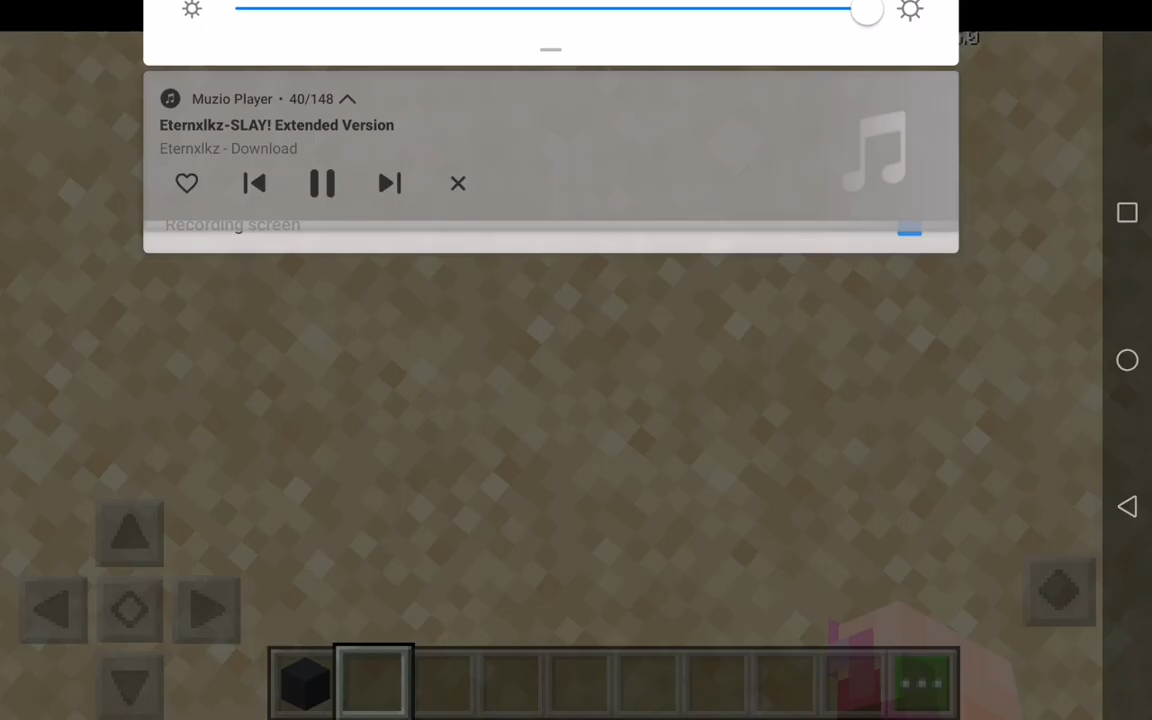 Muzio Player • 40/148
Eternxlkz-SLAY! Extended Version
Eternxlkz - Download
Recording screen